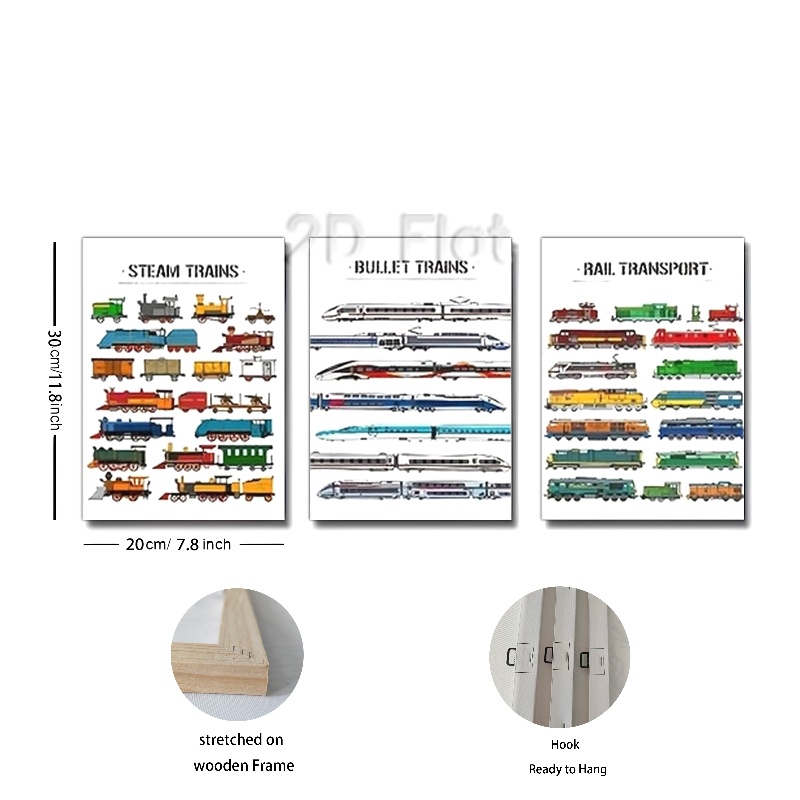 2D Flat
·STEAM TRAINS·
·BULLET TRAINS·
·RAIL TRANSPORT·
30cm/11.8inch
20cm/ 7.8 inch
stretched on
wooden Frame
Hook
Ready to Hang